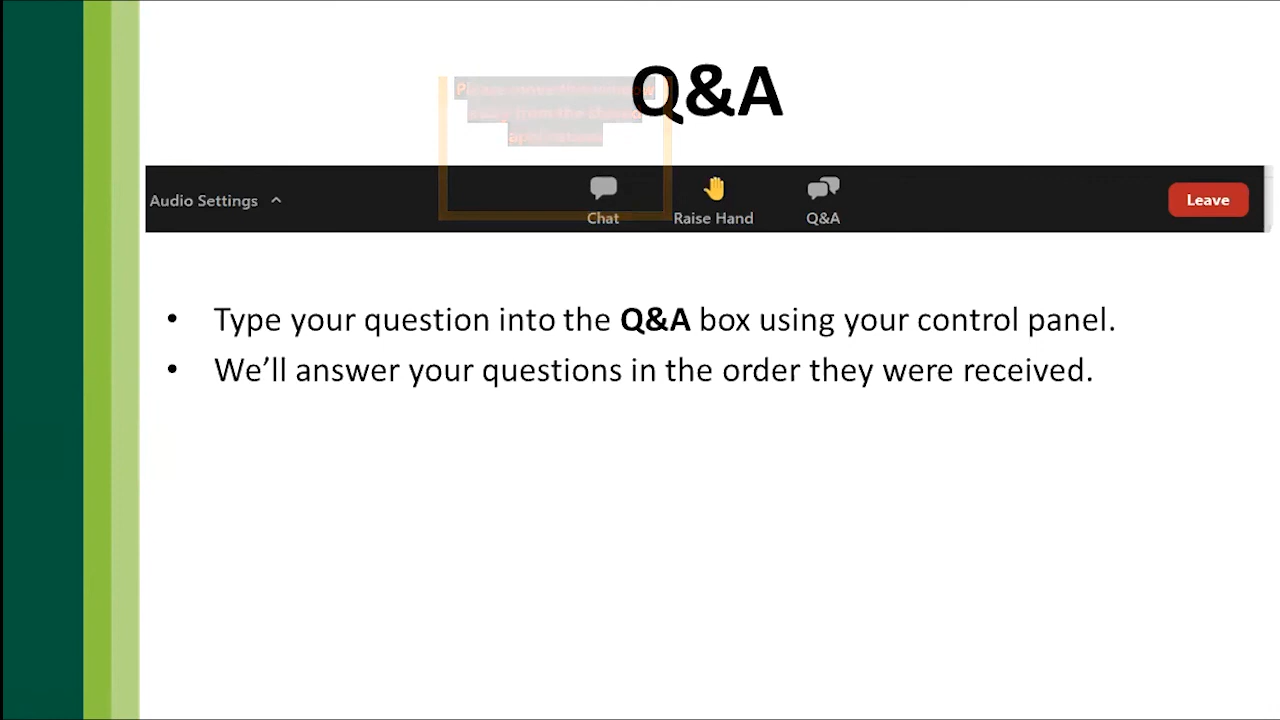 Q&A
Audio Settings
Chat
Raise Hand
Q&A
Leave
• Type your question into the Q&A box using your control panel.
• We’ll answer your questions in the order they were received.